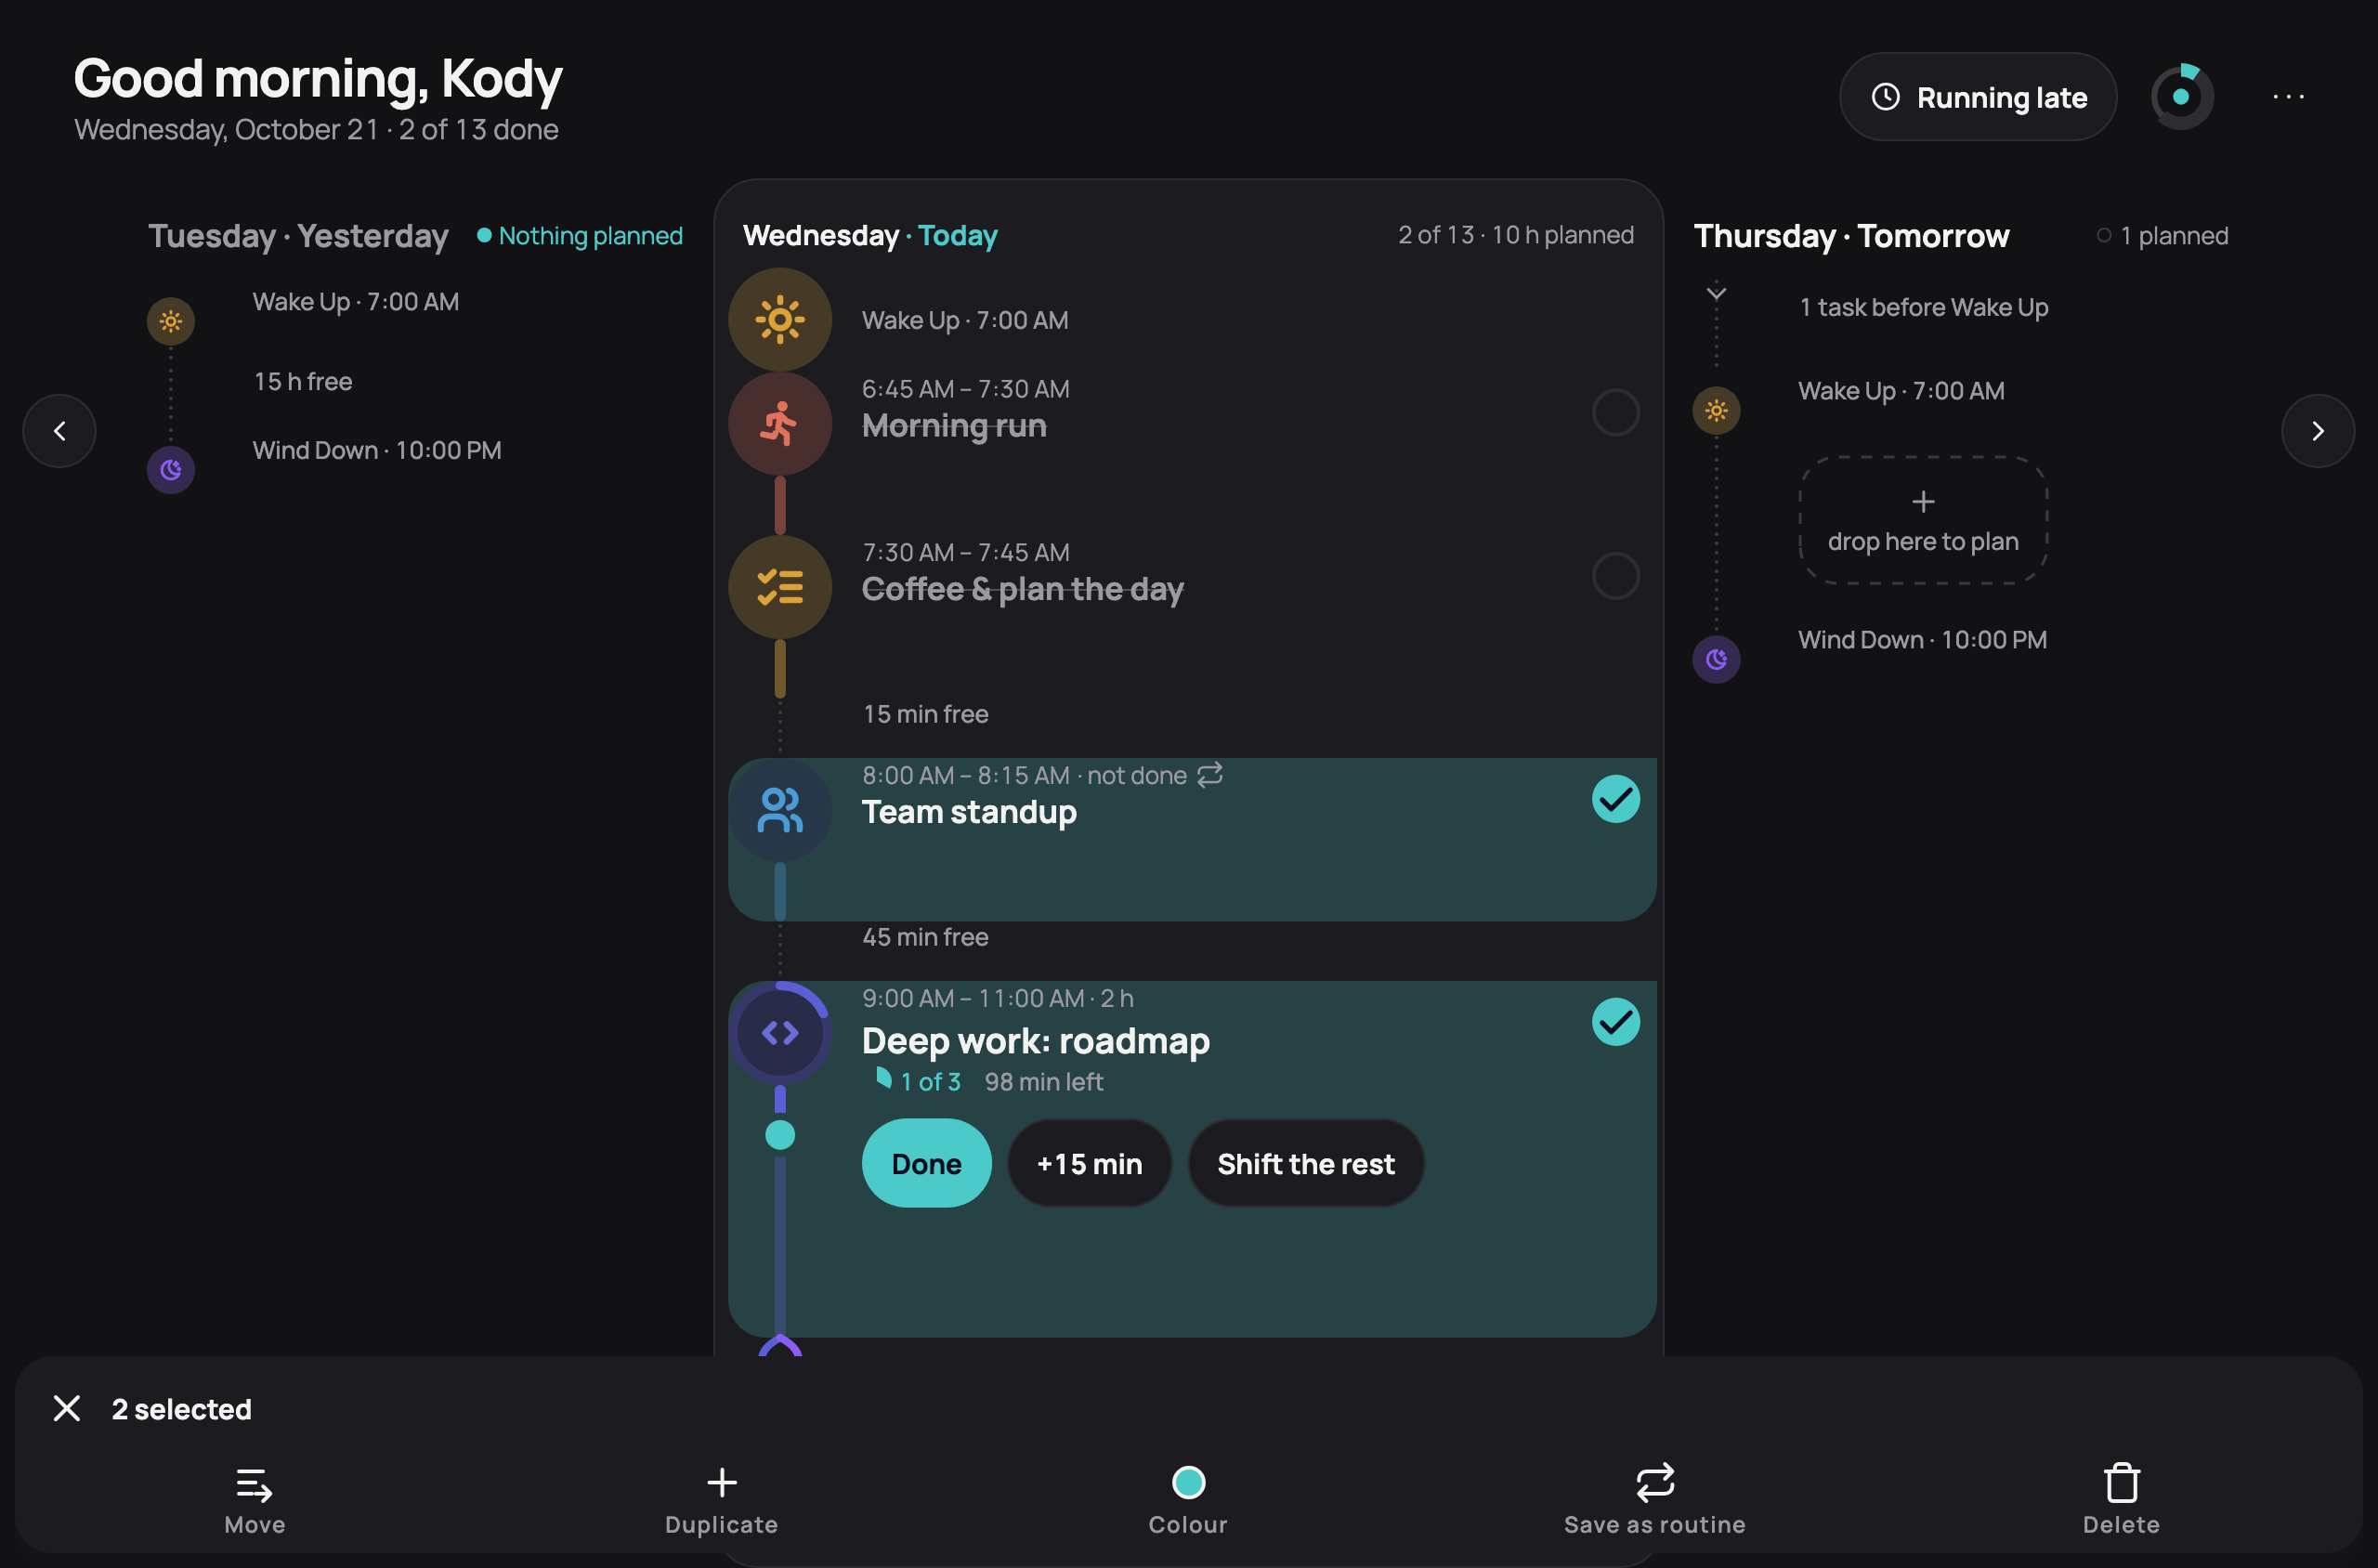 Good morning, Kody
Wednesday, October 21 · 2 of 13 done
Running late
Tuesday · Yesterday
Nothing planned
Wake Up · 7:00 AM
15 h free
Wind Down · 10:00 PM
Wednesday · Today
2 of 13 · 10 h planned
Wake Up · 7:00 AM
6:45 AM – 7:30 AM
Morning run
7:30 AM – 7:45 AM
Coffee & plan the day
15 min free
8:00 AM – 8:15 AM · not done
Team standup
45 min free
9:00 AM – 11:00 AM · 2 h
Deep work: roadmap
1 of 3 98 min left
Done
+15 min
Shift the rest
Thursday · Tomorrow
1 planned
1 task before Wake Up
Wake Up · 7:00 AM
drop here to plan
Wind Down · 10:00 PM
2 selected
Move
Duplicate
Colour
Save as routine
Delete